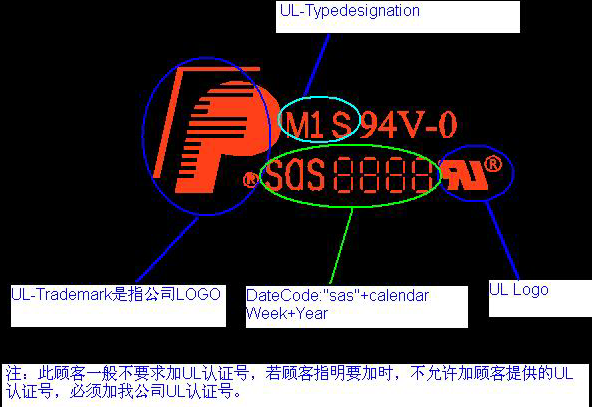 UL-Typedesignation
M1S 94V-0
® sas 8888 UR ®
UL-Trademark是指公司LOGO
DateCode:"sas"+calendar
Week+Year
UL Logo
注：此顾客一般不要求加UL认证号，若顾客指明要加时，不允许加顾客提供的UL
认证号，必须加我公司UL认证号。